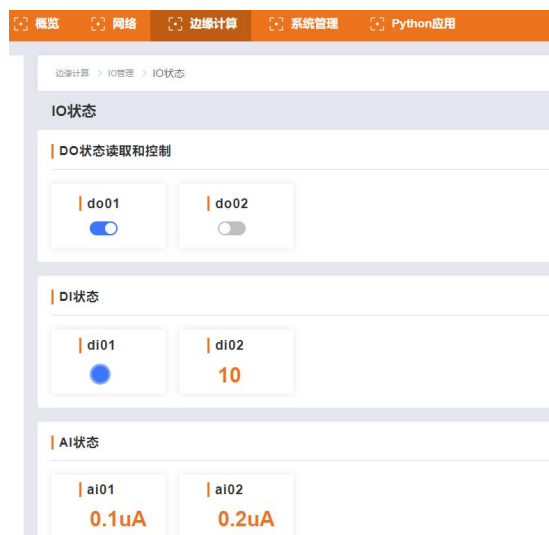 概览 网络 边缘计算 系统管理 Python应用
边缘计算 > IO管理 > IO状态
IO状态
DO状态读取和控制
do01 do02
DI状态
di01 di02
10
AI状态
ai01 ai02
0.1uA 0.2uA